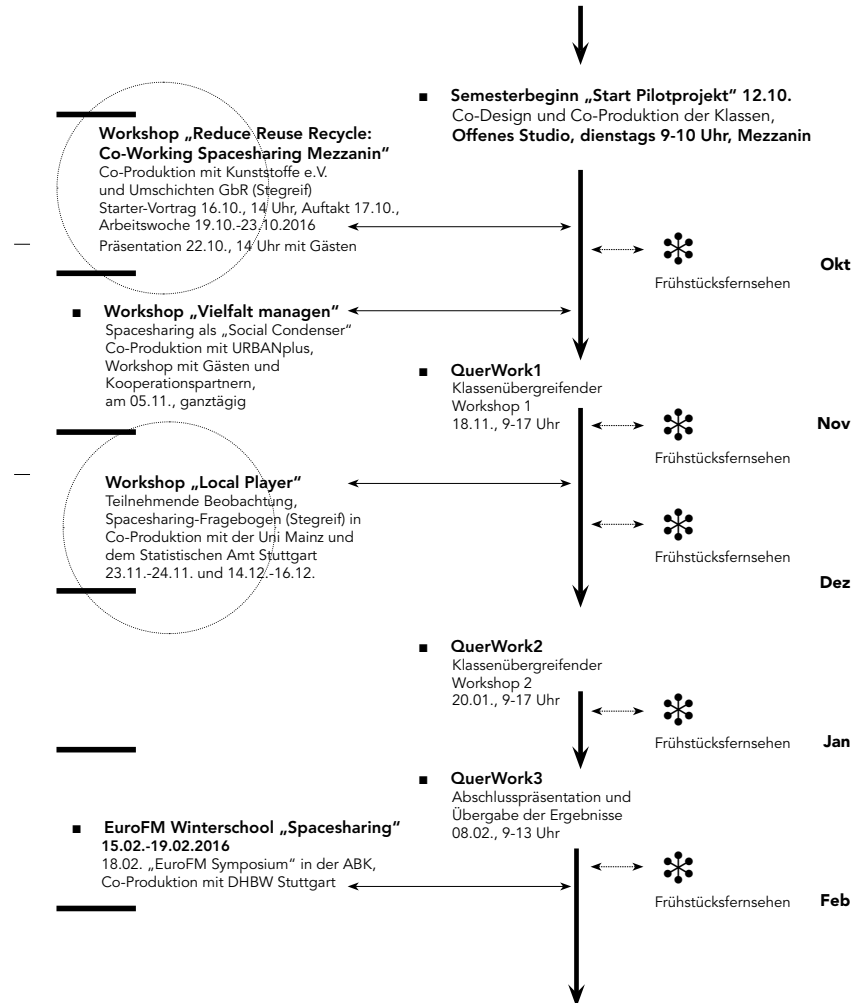 ■ Semesterbeginn „Start Pilotprojekt“ 12.10.
Co-Design und Co-Produktion der Klassen,
Offenes Studio, dienstags 9-10 Uhr, Mezzanin
Workshop „Reduce Reuse Recycle:
Co-Working Spacesharing Mezzanin“
Co-Produktion mit Kunststoffe e.V.
und Umschichten GbR (Stegreif)
Starter-Vortrag 16.10., 14 Uhr, Auftakt 17.10.,
Arbeitswoche 19.10.-23.10.2016
Präsentation 22.10., 14 Uhr mit Gästen
Okt
Frühstücksfernsehen
■ Workshop „Vielfalt managen“
Spacesharing als „Social Condenser“
Co-Produktion mit URBANplus,
Workshop mit Gästen und
Kooperationspartnern,
am 05.11., ganztägig
■ QuerWork1
Klassenübergreifender
Workshop 1
18.11., 9-17 Uhr
Nov
Frühstücksfernsehen
Workshop „Local Player“
Teilnehmende Beobachtung,
Spacesharing-Fragebogen (Stegreif) in
Co-Produktion mit der Uni Mainz und
dem Statistischen Amt Stuttgart
23.11.-24.11. und 14.12.-16.12.
Frühstücksfernsehen
Dez
■ QuerWork2
Klassenübergreifender
Workshop 2
20.01., 9-17 Uhr
Frühstücksfernsehen
Jan
■ QuerWork3
Abschlusspräsentation und
Übergabe der Ergebnisse
08.02., 9-13 Uhr
■ EuroFM Winterschool „Spacesharing“
15.02.-19.02.2016
18.02. „EuroFM Symposium“ in der ABK,
Co-Produktion mit DHBW Stuttgart
Frühstücksfernsehen
Feb